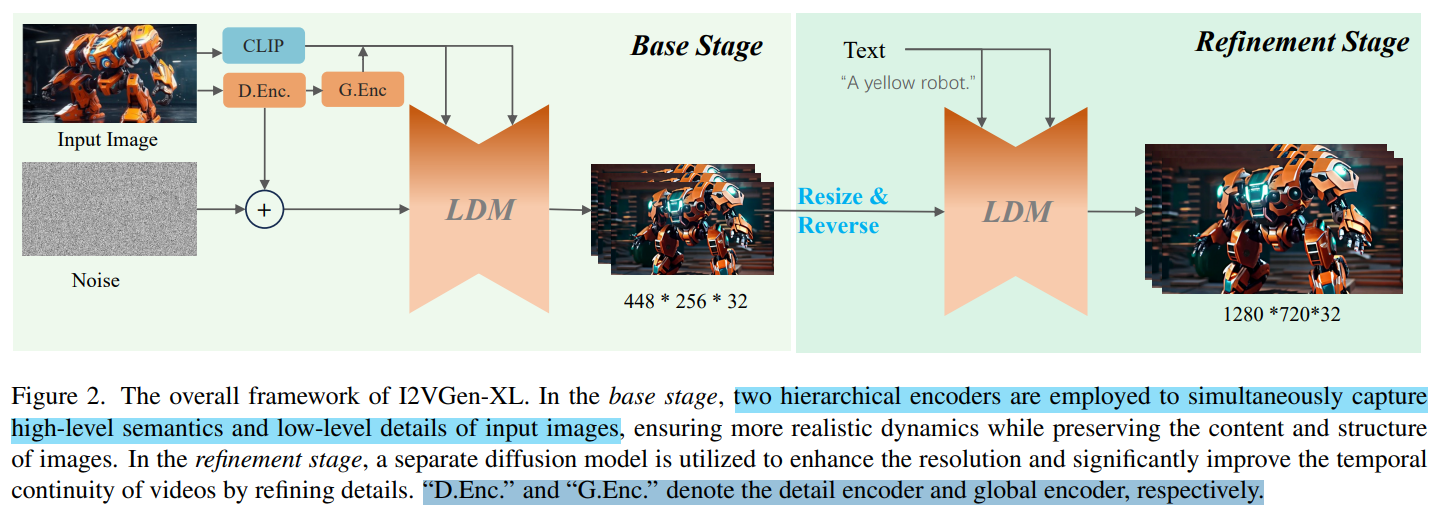 Base Stage
CLIP
D.Enc.
G.Enc
Input Image
Noise
+
LDM
448 * 256 * 32
Refinement Stage
Text
“A yellow robot.”
Resize &
Reverse
LDM
1280 *720*32
Figure 2. The overall framework of I2VGen-XL. In the base stage, two hierarchical encoders are employed to simultaneously capture
high-level semantics and low-level details of input images, ensuring more realistic dynamics while preserving the content and structure
of images. In the refinement stage, a separate diffusion model is utilized to enhance the resolution and significantly improve the temporal
continuity of videos by refining details. “D.Enc.” and “G.Enc.” denote the detail encoder and global encoder, respectively.